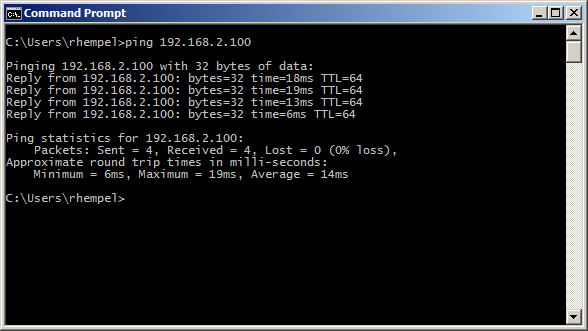 Command Prompt
C:\Users\rhempel>ping 192.168.2.100
Pinging 192.168.2.100 with 32 bytes of data:
Reply from 192.168.2.100: bytes=32 time=18ms TTL=64
Reply from 192.168.2.100: bytes=32 time=19ms TTL=64
Reply from 192.168.2.100: bytes=32 time=13ms TTL=64
Reply from 192.168.2.100: bytes=32 time=6ms TTL=64
Ping statistics for 192.168.2.100:
Packets: Sent = 4, Received = 4, Lost = 0 (0% loss),
Approximate round trip times in milli-seconds:
Minimum = 6ms, Maximum = 19ms, Average = 14ms
C:\Users\rhempel>